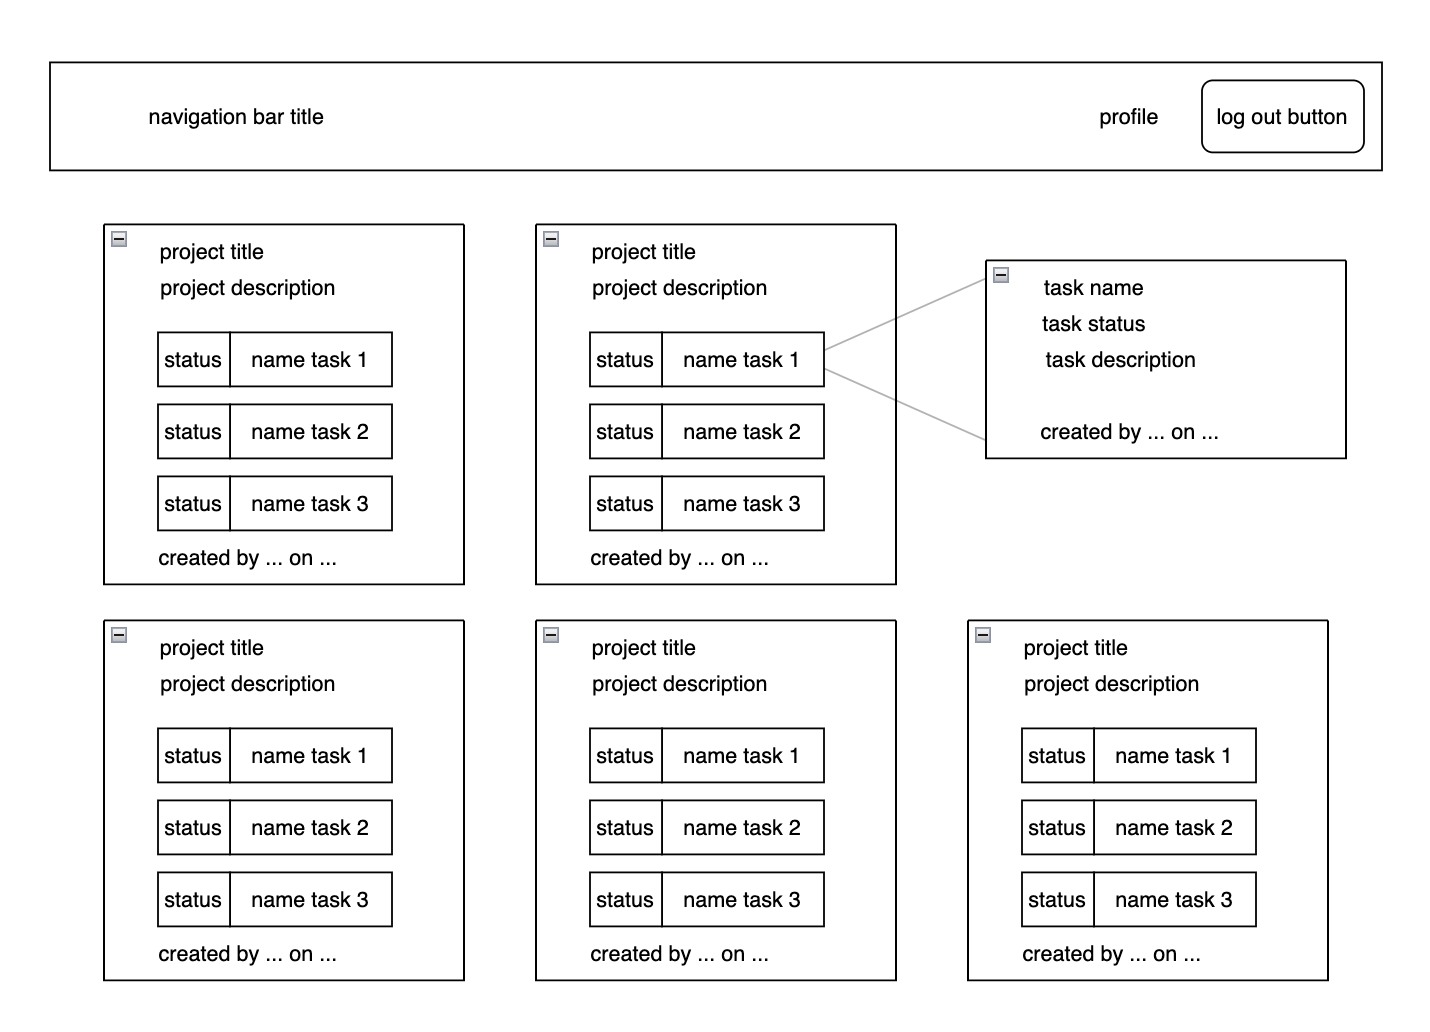 navigation bar title
profile
log out button
project title
project description
status name task 1
status name task 2
status name task 3
created by ... on ...
project title
project description
status name task 1
status name task 2
status name task 3
created by ... on ...
task name
task status
task description
created by ... on ...
project title
project description
status name task 1
status name task 2
status name task 3
created by ... on ...
project title
project description
status name task 1
status name task 2
status name task 3
created by ... on ...
project title
project description
status name task 1
status name task 2
status name task 3
created by ... on ...